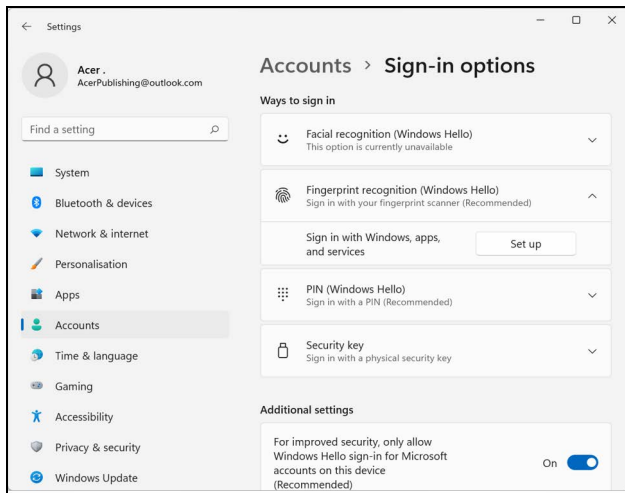 Settings
Acer .
AcerPublishing@outlook.com
Find a setting
System
Bluetooth & devices
Network & internet
Personalisation
Apps
Accounts
Time & language
Gaming
Accessibility
Privacy & security
Windows Update
Accounts > Sign-in options
Ways to sign in
Facial recognition (Windows Hello)
This option is currently unavailable
Fingerprint recognition (Windows Hello)
Sign in with your fingerprint scanner (Recommended)
Sign in with Windows, apps,
and services
Set up
PIN (Windows Hello)
Sign in with a PIN (Recommended)
Security key
Sign in with a physical security key
Additional settings
For improved security, only allow
Windows Hello sign-in for Microsoft
accounts on this device
(Recommended)
On